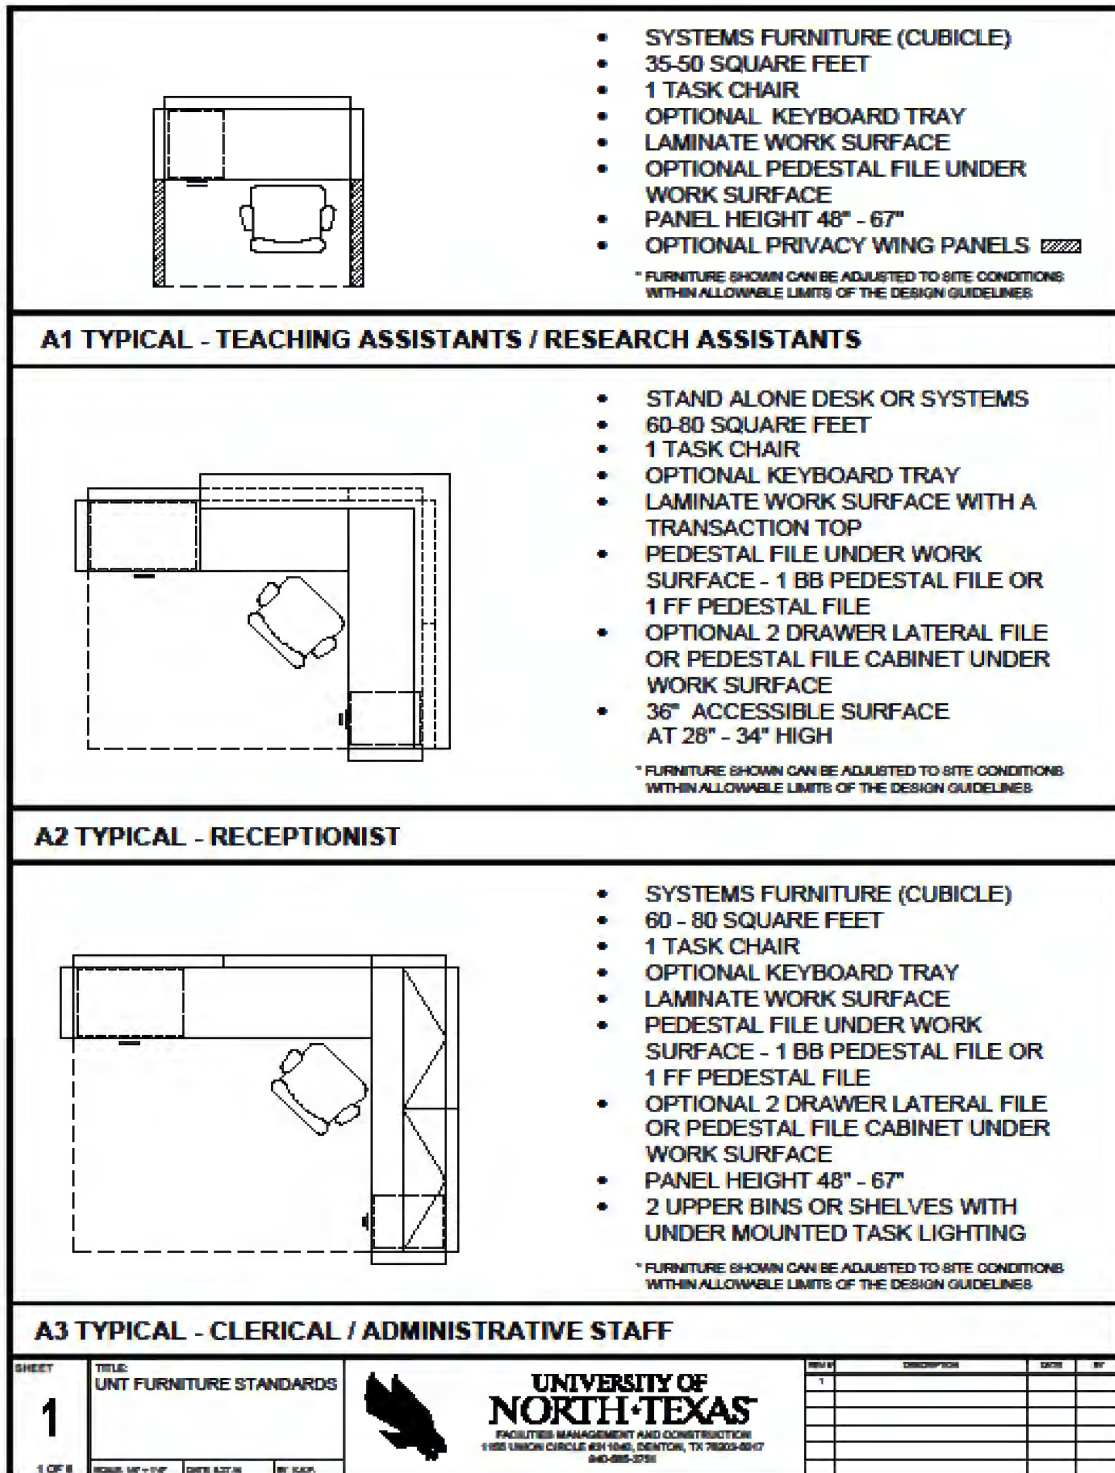 • SYSTEMS FURNITURE (CUBICLE)
• 35-50 SQUARE FEET
• 1 TASK CHAIR
• OPTIONAL KEYBOARD TRAY
• LAMINATE WORK SURFACE
• OPTIONAL PEDESTAL FILE UNDER
WORK SURFACE
• PANEL HEIGHT 48" - 67"
• OPTIONAL PRIVACY WING PANELS
* FURNITURE SHOWN CAN BE ADJUSTED TO SITE CONDITIONS
WITHIN ALLOWABLE LIMITS OF THE DESIGN GUIDELINES
A1 TYPICAL - TEACHING ASSISTANTS / RESEARCH ASSISTANTS
• STAND ALONE DESK OR SYSTEMS
• 60-80 SQUARE FEET
• 1 TASK CHAIR
• OPTIONAL KEYBOARD TRAY
• LAMINATE WORK SURFACE WITH A
TRANSACTION TOP
• PEDESTAL FILE UNDER WORK
SURFACE - 1 BB PEDESTAL FILE OR
1 FF PEDESTAL FILE
• OPTIONAL 2 DRAWER LATERAL FILE
OR PEDESTAL FILE CABINET UNDER
WORK SURFACE
• 36" ACCESSIBLE SURFACE
AT 28" - 34" HIGH
* FURNITURE SHOWN CAN BE ADJUSTED TO SITE CONDITIONS
WITHIN ALLOWABLE LIMITS OF THE DESIGN GUIDELINES
A2 TYPICAL - RECEPTIONIST
• SYSTEMS FURNITURE (CUBICLE)
• 60 - 80 SQUARE FEET
• 1 TASK CHAIR
• OPTIONAL KEYBOARD TRAY
• LAMINATE WORK SURFACE
• PEDESTAL FILE UNDER WORK
SURFACE - 1 BB PEDESTAL FILE OR
1 FF PEDESTAL FILE
• OPTIONAL 2 DRAWER LATERAL FILE
OR PEDESTAL FILE CABINET UNDER
WORK SURFACE
• PANEL HEIGHT 48" - 67"
• 2 UPPER BINS OR SHELVES WITH
UNDER MOUNTED TASK LIGHTING
* FURNITURE SHOWN CAN BE ADJUSTED TO SITE CONDITIONS
WITHIN ALLOWABLE LIMITS OF THE DESIGN GUIDELINES
A3 TYPICAL - CLERICAL / ADMINISTRATIVE STAFF
SHEET
1
TITLE:
UNT FURNITURE STANDARDS
UNIVERSITY OF
NORTH·TEXAS
FACILITIES MANAGEMENT AND CONSTRUCTION
1155 UNION CIRCLE DENTON, TX
DESCRIPTION DATE BY
1